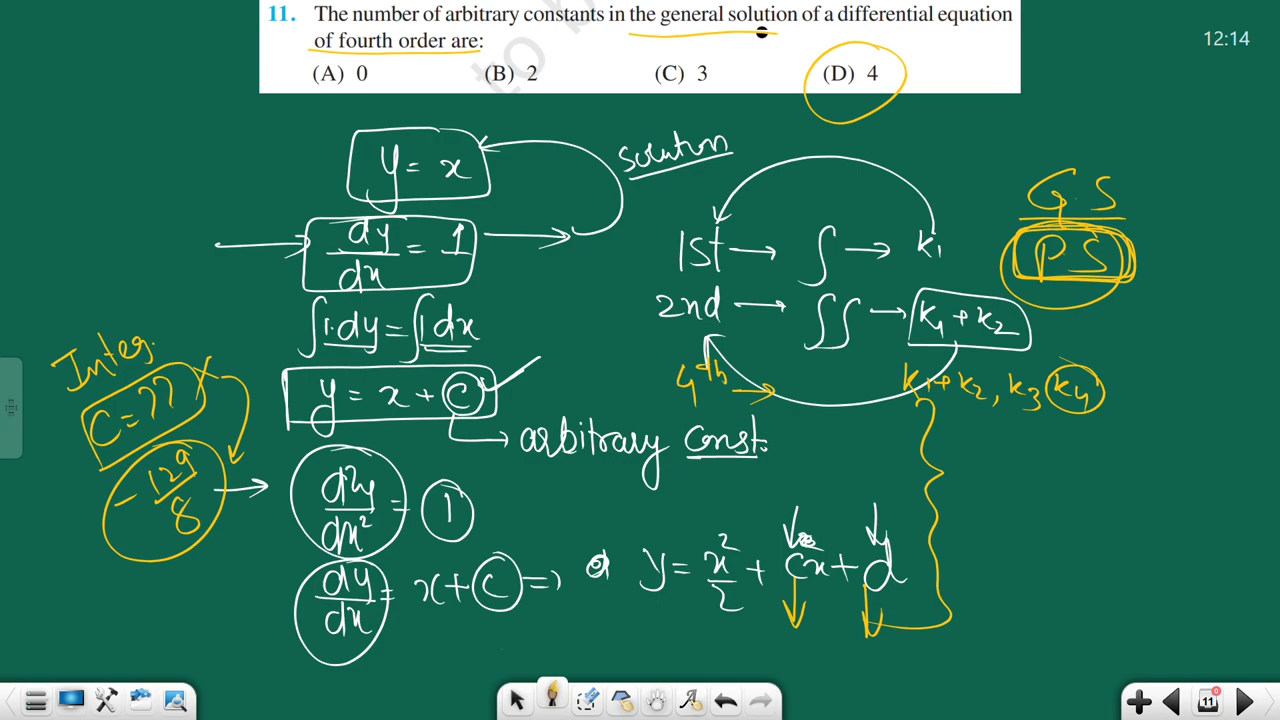 11. The number of arbitrary constants in the general solution of a differential equation
of fourth order are:
(A) 0 (B) 2 (C) 3 (D) 4
12:14
to b
y = x
solution
dy/dx = 1
∫1.dy = ∫1dx
y = x + c
arbitrary const.
1st → ∫ → k₁
2nd → ∫∫ → k₁ + k₂
4th → k₁ + k₂, k₃ k₄
G.S
P S
Integ.
C = ??
-129/8
d²y/dx² = 1
dy/dx = x + c ⇒ y = x²/2 + cx + d
11